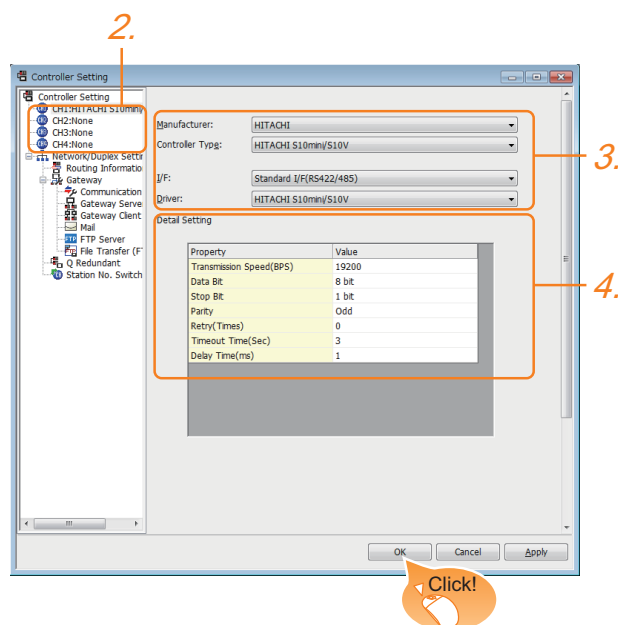 2.
Controller Setting
Controller Setting
CH1:HITACHI S10mini/
CH2:None
CH3:None
CH4:None
Network/Duplex Settin
Routing Informatio
Gateway
Communication
Gateway Serve
Gateway Client
Mail
FTP Server
File Transfer (F
Q Redundant
Station No. Switch
Manufacturer: HITACHI
Controller Type: HITACHI S10mini/S10V
3.
I/F: Standard I/F(RS422/485)
Driver: HITACHI S10mini/S10V
Detail Setting
Property Value
Transmission Speed(BPS) 19200
Data Bit 8 bit
Stop Bit 1 bit
4.
Parity Odd
Retry(Times) 0
Timeout Time(Sec) 3
Delay Time(ms) 1
OK Cancel Apply
Click!